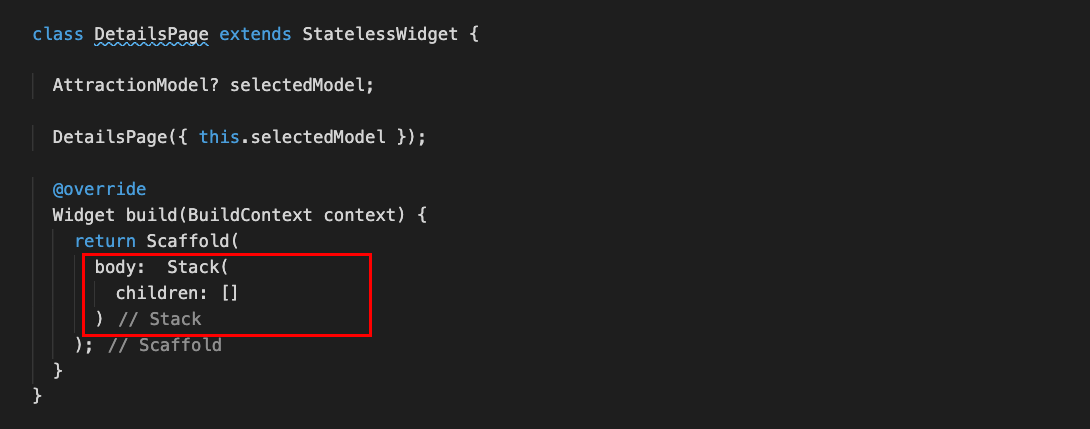 class DetailsPage extends StatelessWidget {
AttractionModel? selectedModel;
DetailsPage({ this.selectedModel });
@override
Widget build(BuildContext context) {
return Scaffold(
body:  Stack(
children: []
) // Stack
); // Scaffold
}
}